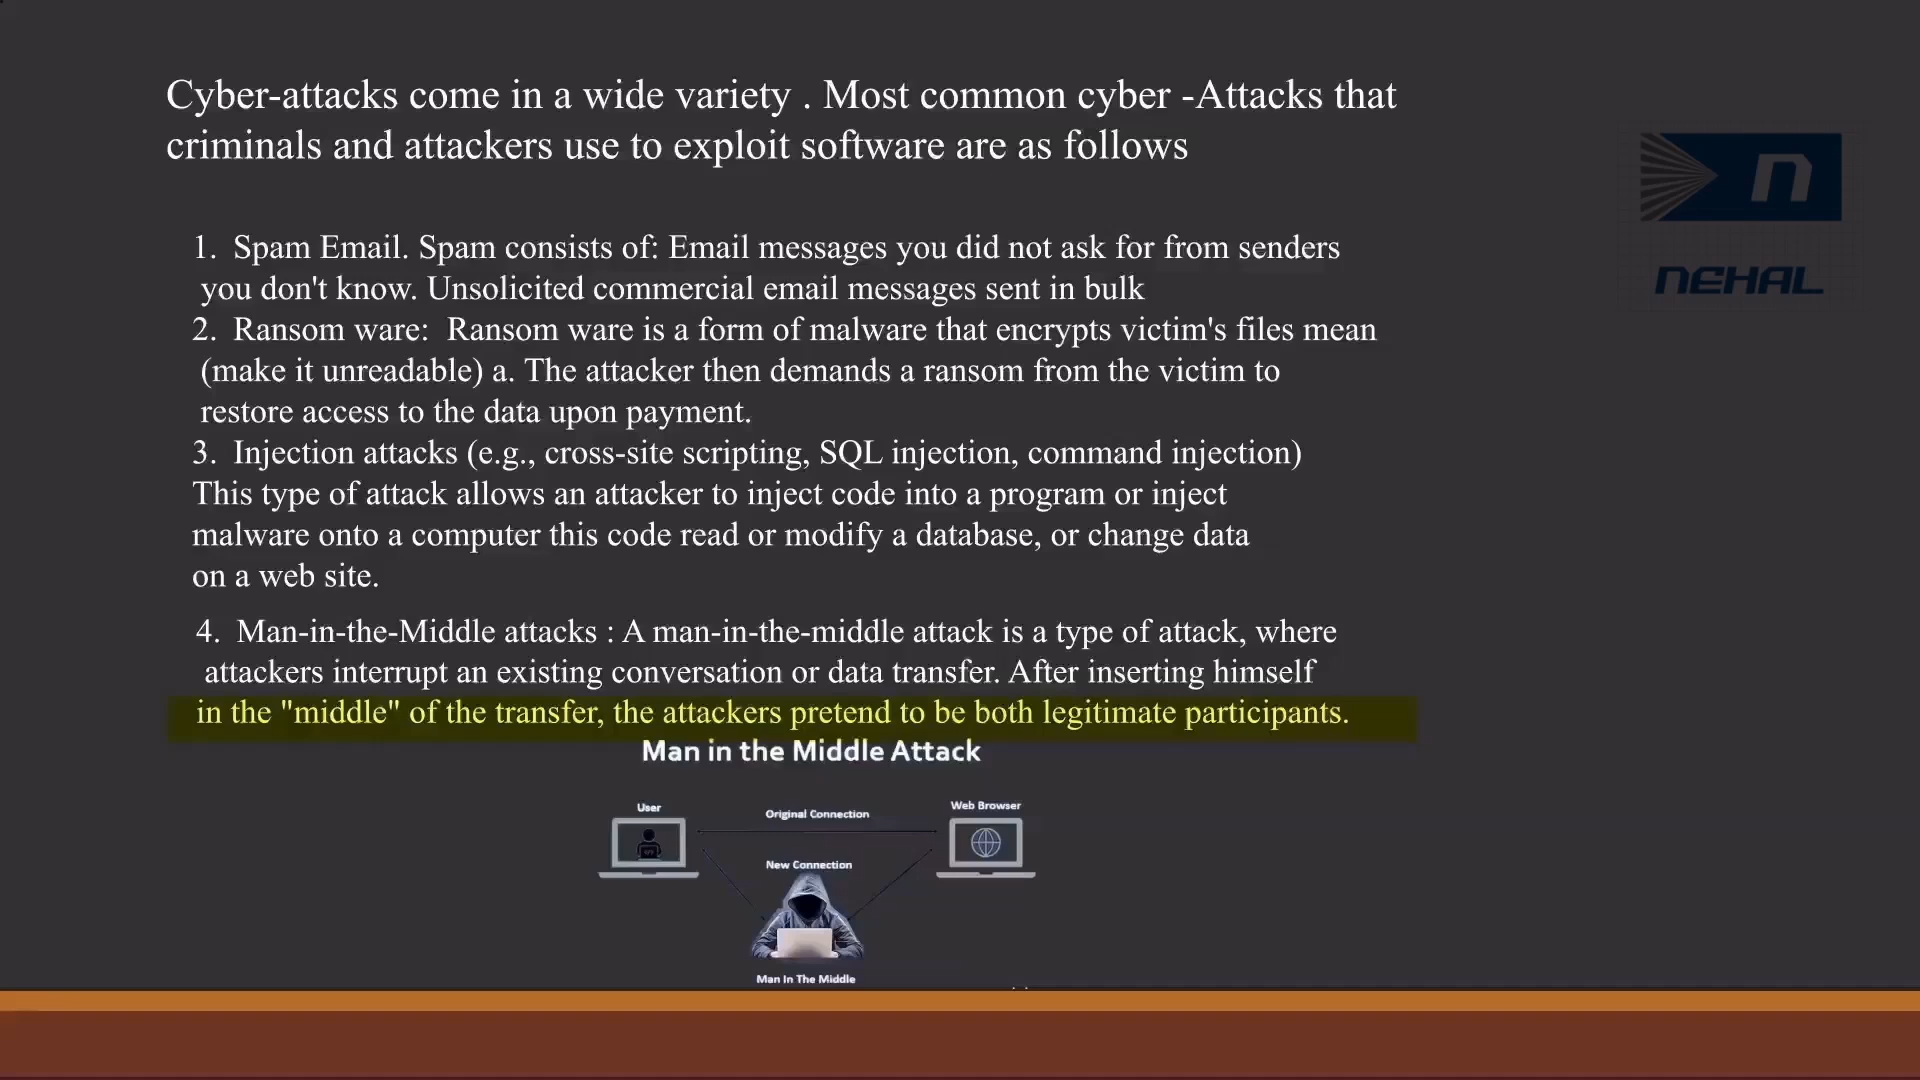 Cyber-attacks come in a wide variety . Most common cyber -Attacks that
criminals and attackers use to exploit software are as follows
n
NEHAL
1. Spam Email. Spam consists of: Email messages you did not ask for from senders
you don't know. Unsolicited commercial email messages sent in bulk
2. Ransom ware: Ransom ware is a form of malware that encrypts victim's files mean
(make it unreadable) a. The attacker then demands a ransom from the victim to
restore access to the data upon payment.
3. Injection attacks (e.g., cross-site scripting, SQL injection, command injection)
This type of attack allows an attacker to inject code into a program or inject
malware onto a computer this code read or modify a database, or change data
on a web site.
4. Man-in-the-Middle attacks : A man-in-the-middle attack is a type of attack, where
attackers interrupt an existing conversation or data transfer. After inserting himself
in the "middle" of the transfer, the attackers pretend to be both legitimate participants.
Man in the Middle Attack
User
Original Connection
Web Browser
New Connection
Man In The Middle